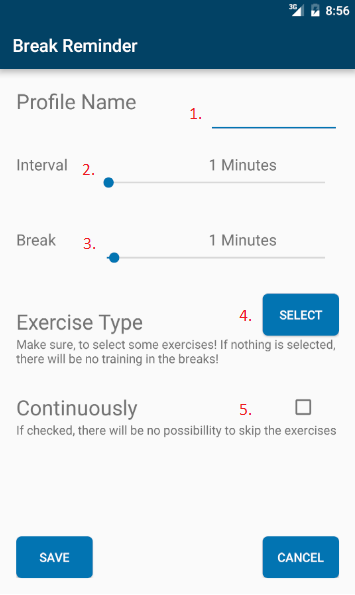 3G 8:56
Break Reminder
Profile Name 1.
Interval 2. 1 Minutes
Break 3. 1 Minutes
4. SELECT
Exercise Type
Make sure, to select some exercises! If nothing is selected,
there will be no training in the breaks!
Continuously 5.
If checked, there will be no possibillity to skip the exercises
SAVE CANCEL